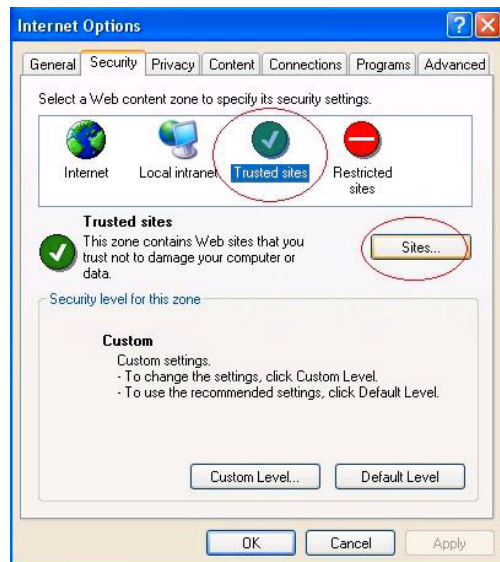 Internet Options
General Security Privacy Content Connections Programs Advanced
Select a Web content zone to specify its security settings.
Internet Local intranet Trusted sites Restricted
sites
Trusted sites
This zone contains Web sites that you
trust not to damage your computer or
data.
Sites...
Security level for this zone
Custom
Custom settings.
- To change the settings, click Custom Level.
- To use the recommended settings, click Default Level.
Custom Level... Default Level
OK Cancel Apply